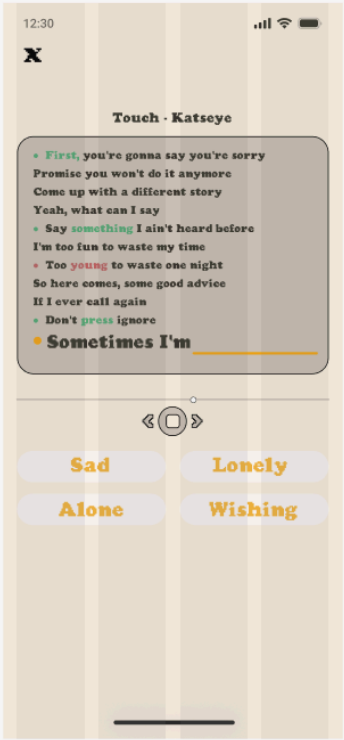 12:30
X
Touch · Katseye
• First, you're gonna say you're sorry
Promise you won't do it anymore
Come up with a different story
Yeah, what can I say
• Say something I ain't heard before
I'm too fun to waste my time
• Too young to waste one night
So here comes, some good advice
If I ever call again
• Don't press ignore
• Sometimes I'm
Sad
Lonely
Alone
Wishing